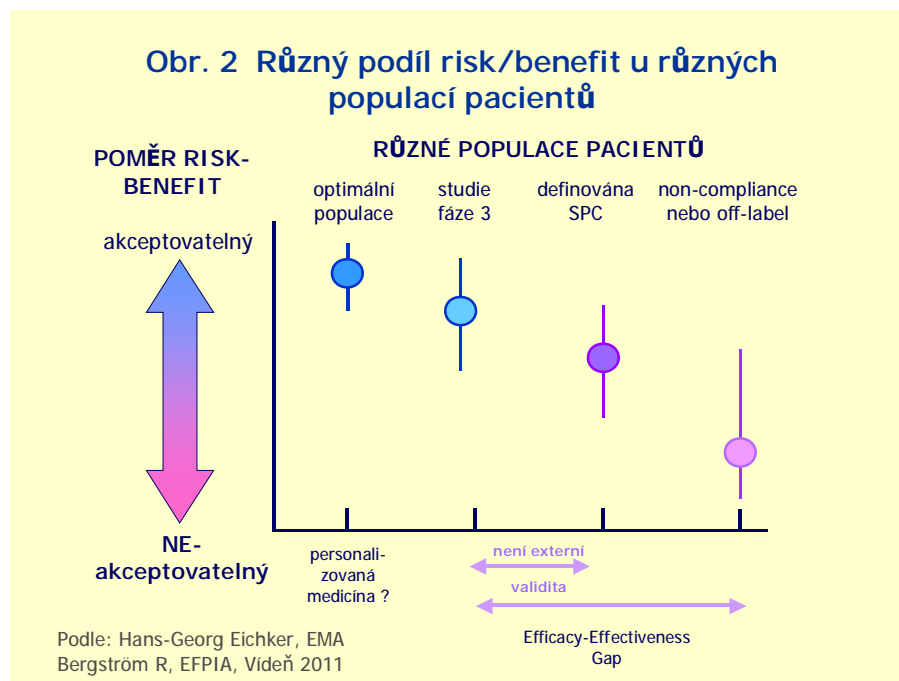 Obr. 2 Různý podíl risk/benefit u různých
populací pacientů
POMĚR RISK-
BENEFIT
RŮZNÉ POPULACE PACIENTŮ
optimální
populace
studie
fáze 3
definována
SPC
non-compliance
nebo off-label
akceptovatelný
NE-
akceptovatelný
personali-
zovaná
medicína ?
není externí
validita
Efficacy-Effectiveness
Gap
Podle: Hans-Georg Eichker, EMA
Bergström R, EFPIA, Vídeň 2011